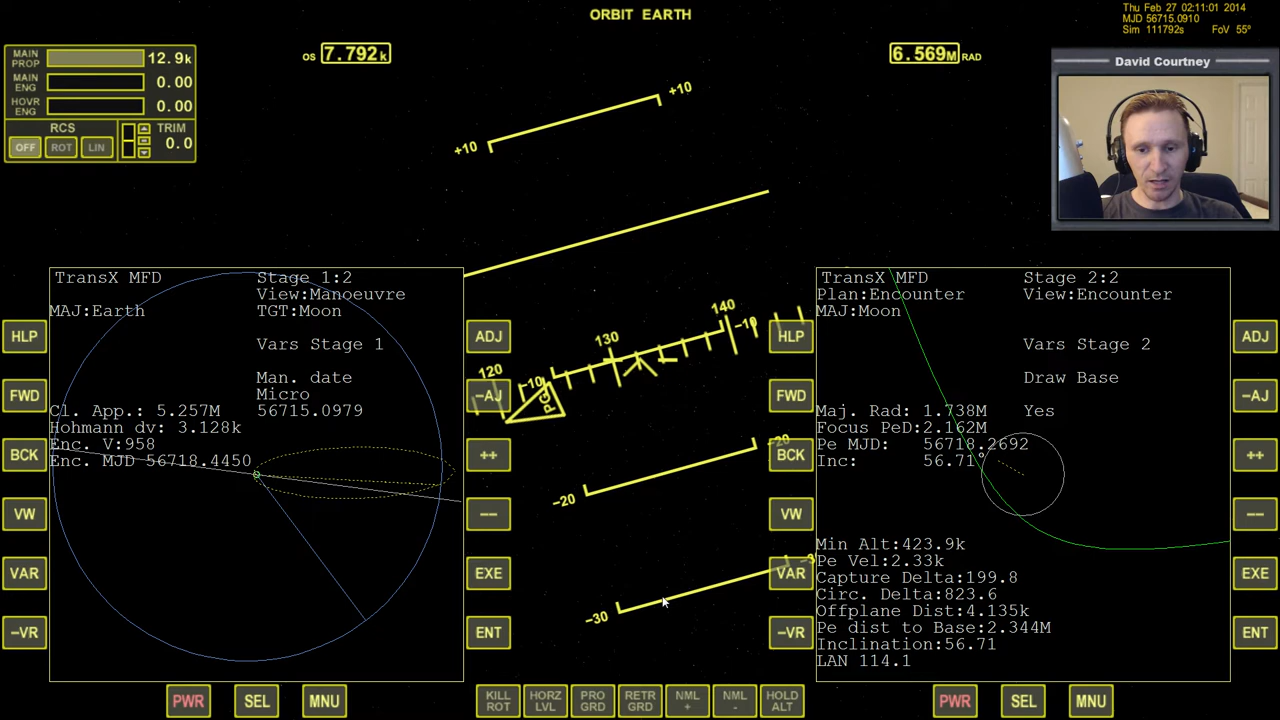 ORBIT EARTH
Thu Feb 27 02:11:01 2014
MJD 56715.0910
Sim 111792s FoV 55°
MAIN PROP 12.9k
MAIN ENG 0.00
HOVR ENG 0.00
RCS TRIM
OFF ROT LIN 0.0
OS 7.792k
6.569M RAD
David Courtney
+10 +10
120 130 140
-10 -10
PG
-20 -20
-30
TransX MFD Stage 1:2
View:Manoeuvre
MAJ:Earth TGT:Moon
Vars Stage 1
Man. date
Micro
Cl. App.: 5.257M 56715.0979
Hohmann dv: 3.128k
Enc. V:958
Enc. MJD 56718.4450
HLP ADJ
FWD -AJ
BCK ++
VW --
VAR EXE
-VR ENT
PWR SEL MNU
KILL ROT
HORZ LVL
PRO GRD
RETR GRD
NML +
NML -
HOLD ALT
TransX MFD Stage 2:2
Plan:Encounter View:Encounter
MAJ:Moon
Vars Stage 2
Draw Base
Maj. Rad: 1.738M Yes
Focus PeD:2.162M
Pe MJD: 56718.2692
Inc: 56.71°
Min Alt:423.9k
Pe Vel:2.33k
Capture Delta:199.8
Circ. Delta:823.6
Offplane Dist:4.135k
Pe dist to Base:2.344M
Inclination:56.71
LAN 114.1
HLP ADJ
FWD -AJ
BCK ++
VW --
VAR EXE
-VR ENT
PWR SEL MNU